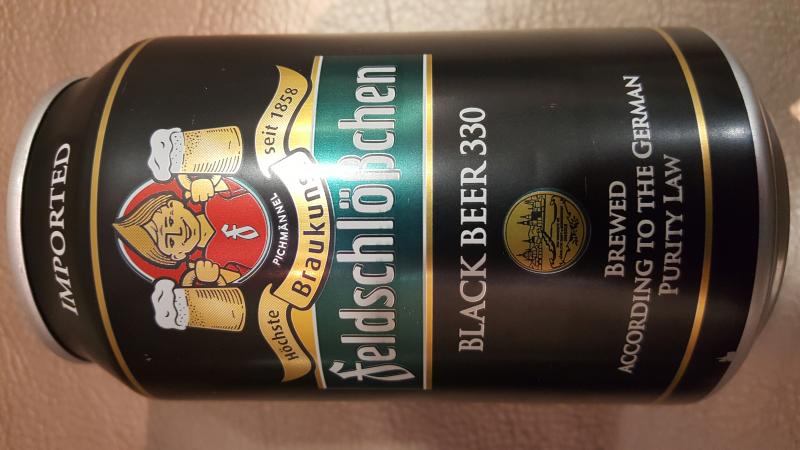 IMPORTED
PICHMÄNNEL
Höchste Braukunst seit 1858
Feldschlößchen
BLACK BEER 330
BREWED
ACCORDING TO THE GERMAN
PURITY LAW